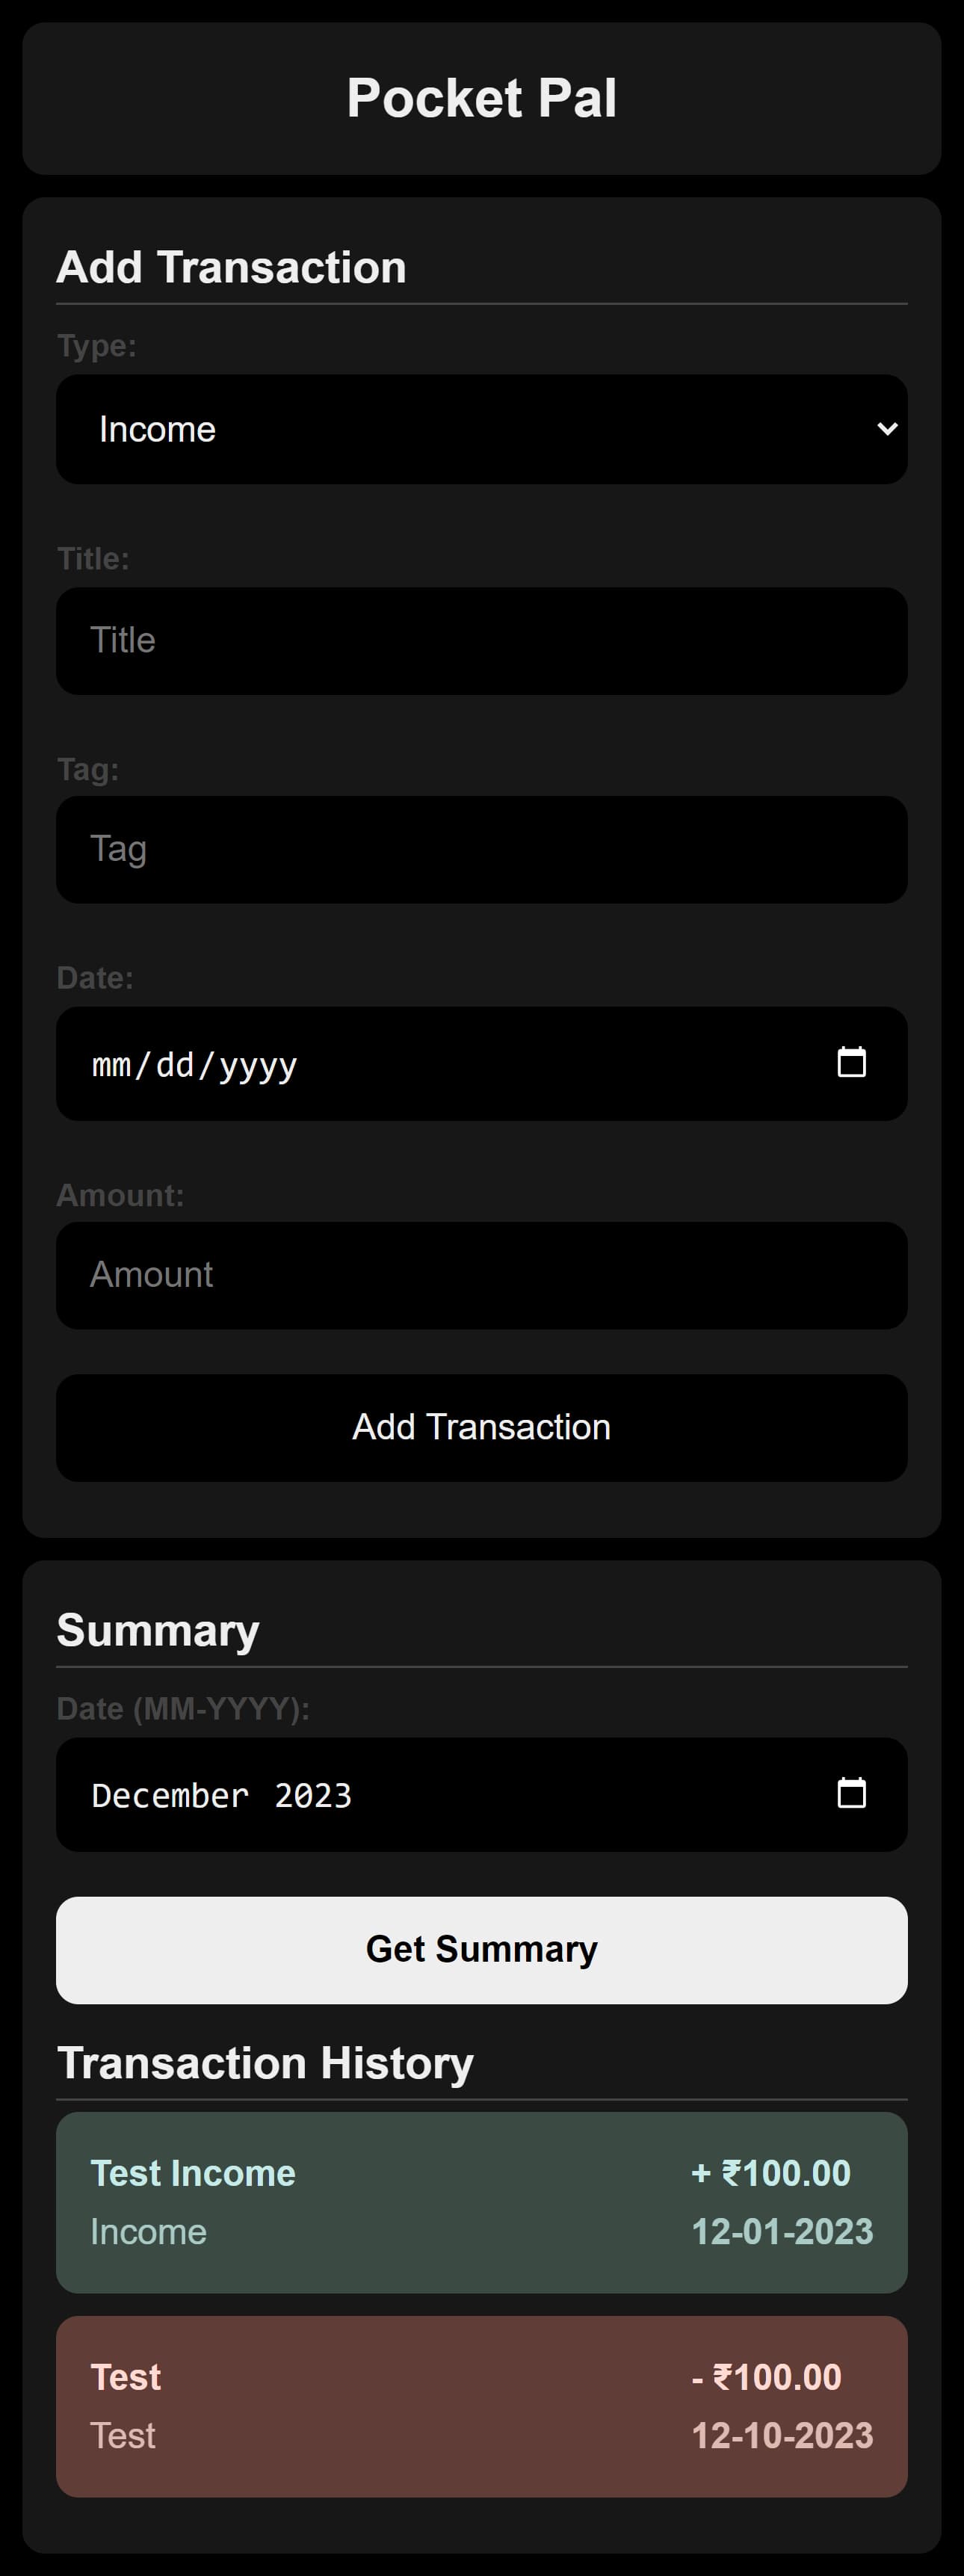 Pocket Pal
Add Transaction
Type:
Income
Title:
Title
Tag:
Tag
Date:
mm/dd/yyyy
Amount:
Amount
Add Transaction
Summary
Date (MM-YYYY):
December 2023
Get Summary
Transaction History
Test Income + ₹100.00
Income 12-01-2023
Test - ₹100.00
Test 12-10-2023